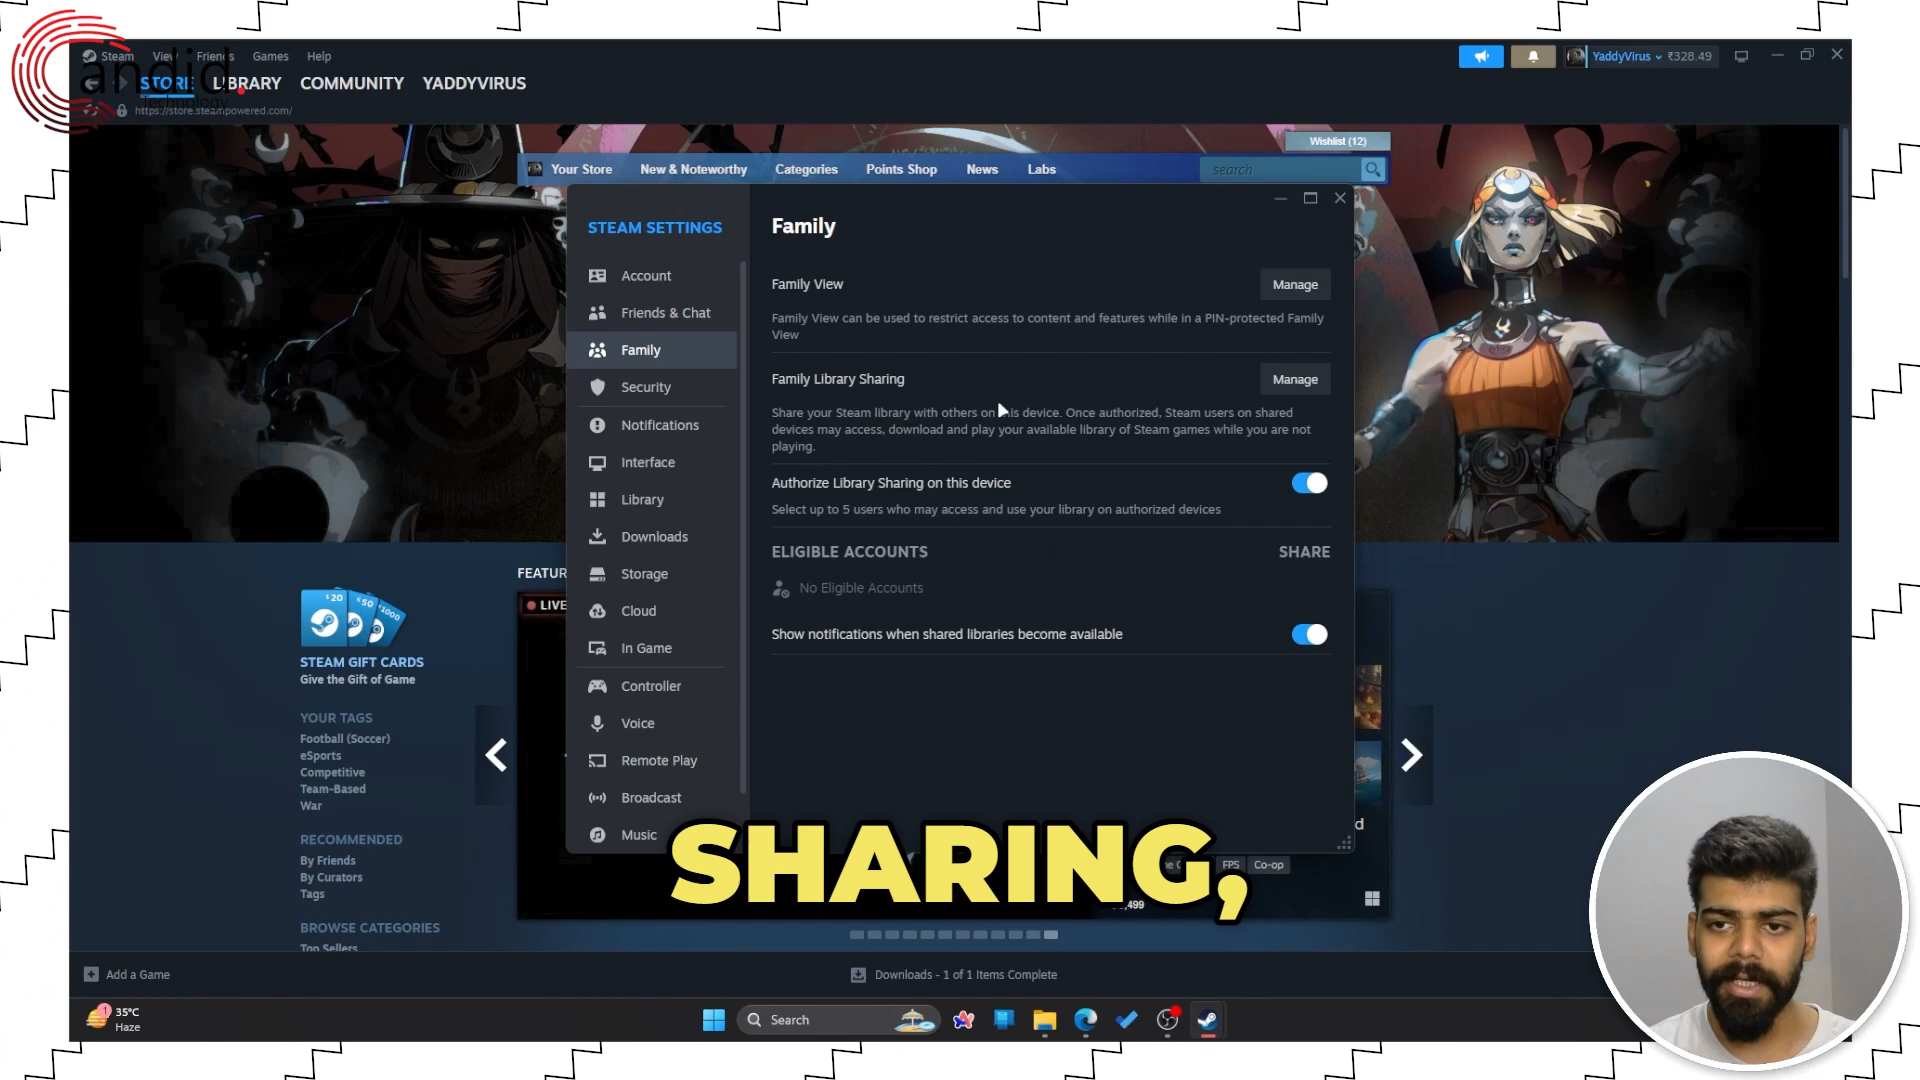 candid.
Technology
Steam
View
Friends
Games
Help
YaddyVirus
₹328.49
STORE
LIBRARY
COMMUNITY
YADDYVIRUS
https://store.steampowered.com/
Wishlist (12)
Your Store
New & Noteworthy
Categories
Points Shop
News
Labs
search
STEAM SETTINGS
Account
Friends & Chat
Family
Security
Notifications
Interface
Library
Downloads
Storage
Cloud
In Game
Controller
Voice
Remote Play
Broadcast
Music
Family
Family View
Manage
Family View can be used to restrict access to content and features while in a PIN-protected Family
View
Family Library Sharing
Manage
Share your Steam library with others on this device. Once authorized, Steam users on shared
devices may access, download and play your available library of Steam games while you are not
playing.
Authorize Library Sharing on this device
Select up to 5 users who may access and use your library on authorized devices
ELIGIBLE ACCOUNTS
SHARE
No Eligible Accounts
Show notifications when shared libraries become available
FEATUR
LIVE
$20
$50
$1000
STEAM GIFT CARDS
Give the Gift of Game
YOUR TAGS
Football (Soccer)
eSports
Competitive
Team-Based
War
RECOMMENDED
By Friends
By Curators
Tags
BROWSE CATEGORIES
Top Sellers
d
FPS
Co-op
,499
SHARING,
Add a Game
Downloads - 1 of 1 Items Complete
1
35°C
Haze
Search